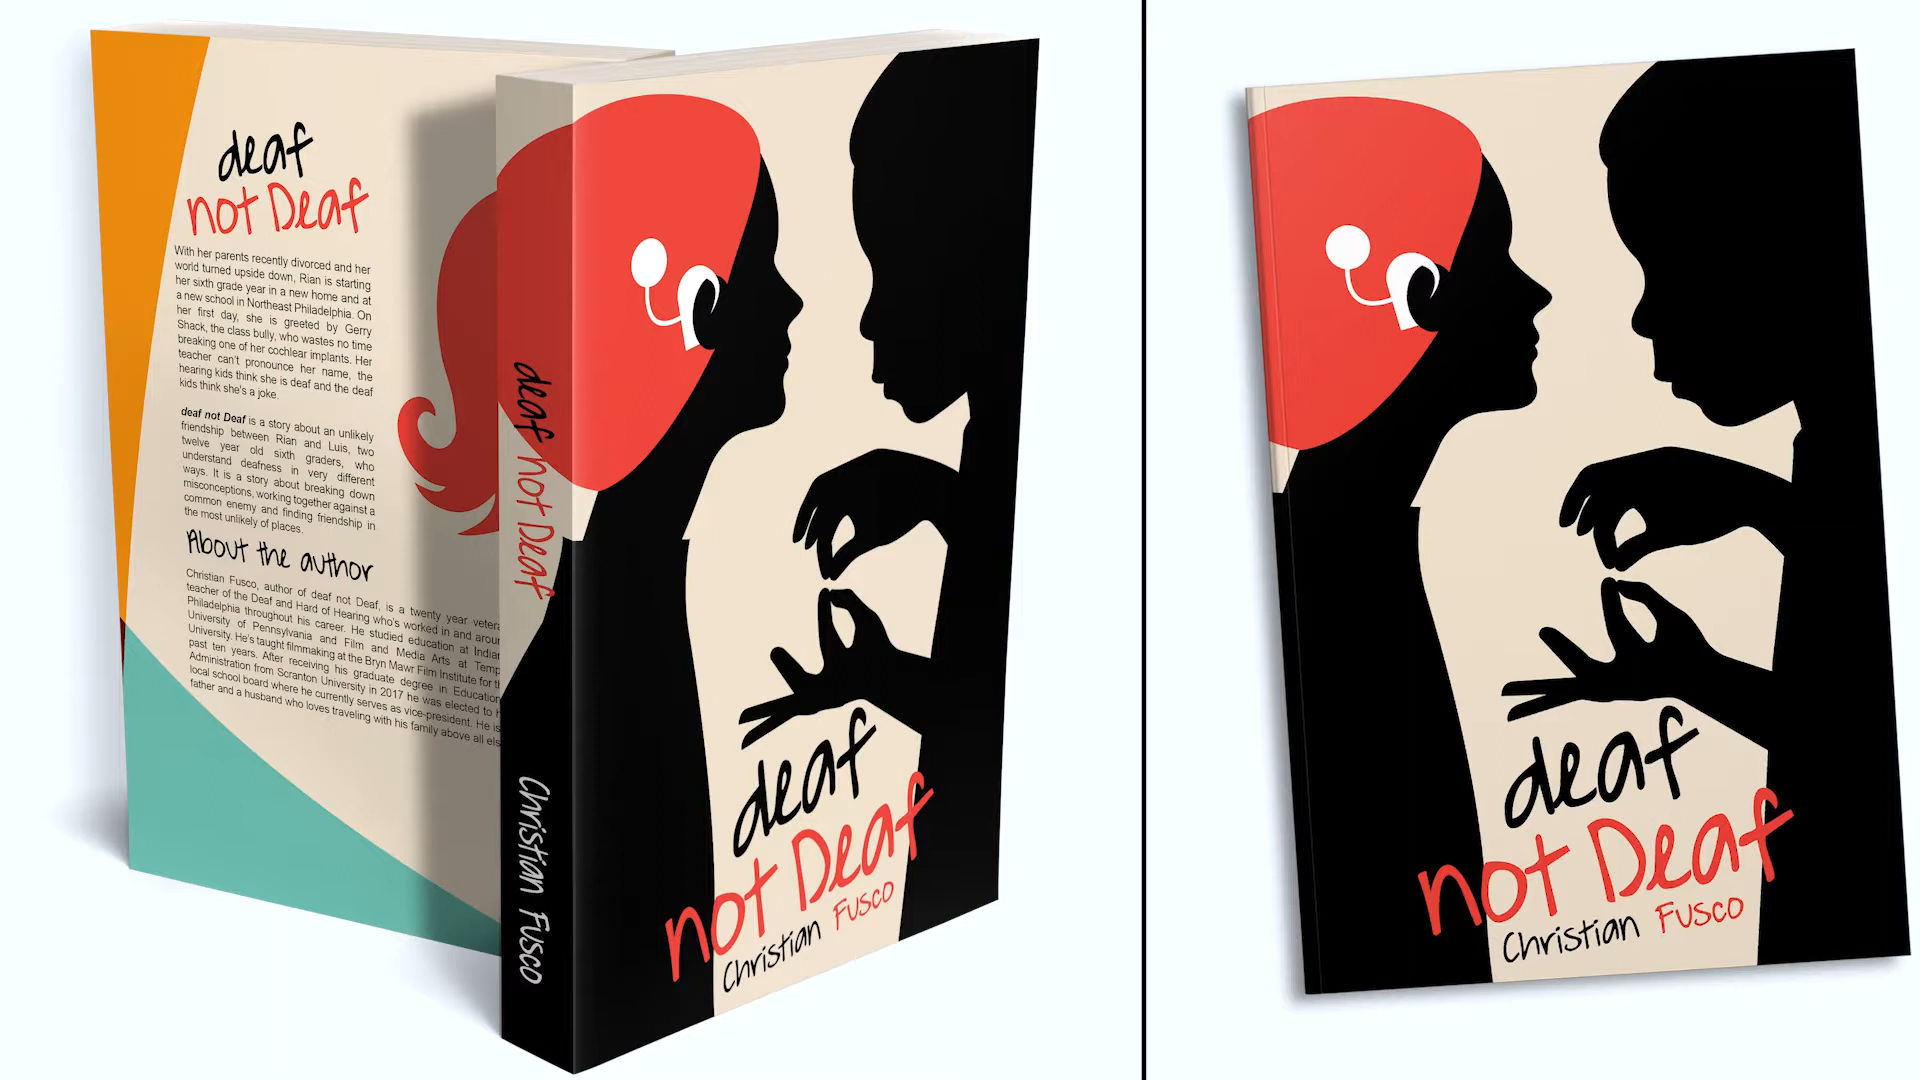 deaf
not Deaf
With her parents recently divorced and her
world turned upside down, Rian is starting
her sixth grade year in a new home and at
a new school in Northeast Philadelphia. On
her first day, she is greeted by Gerry
Shack, the class bully, who wastes no time
breaking one of her cochlear implants. Her
teacher can't pronounce her name, the
hearing kids think she is deaf and the deaf
kids think she's a joke.
deaf not Deaf is a story about an unlikely
friendship between Rian and Luis, two
twelve year old sixth graders, who
understand deafness in very different
ways. It is a story about breaking down
misconceptions, working together against a
common enemy and finding friendship in
the most unlikely of places.
About the author
Christian Fusco, author of deaf not Deaf, is a twenty year
teacher of the Deaf and Hard of Hearing who's worked in and
Philadelphia throughout his career. He studied education at
University of Pennsylvania and Film and Media Arts at
University. He's taught filmmaking at the Bryn Mawr Film Institute for
past ten years. After receiving his graduate degree in
Administration from Scranton University in 2017 he was elected to
local school board where he currently serves as vice-president. He is
father and a husband who loves traveling with his family above all
deaf not Deaf
Christian Fusco
deaf
not Deaf
Christian Fusco
deaf
not Deaf
Christian Fusco